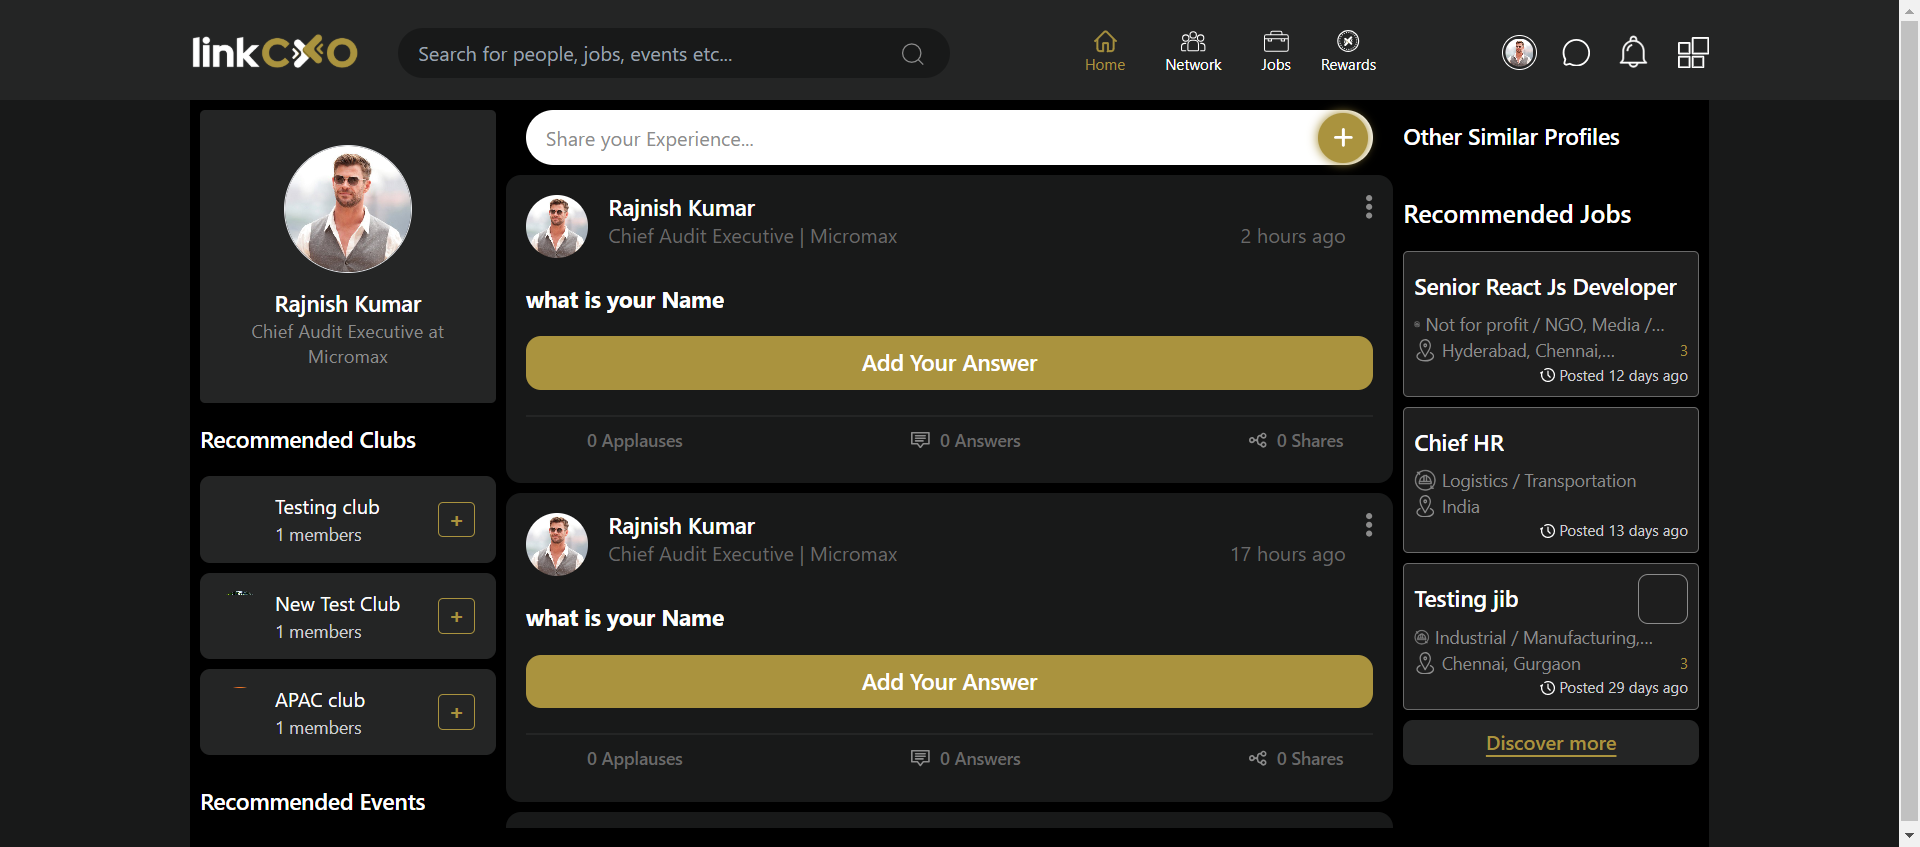 linkCXO
Search for people, jobs, events etc...
Home
Network
Jobs
Rewards
Rajnish Kumar
Chief Audit Executive at
Micromax
Recommended Clubs
Testing club
1 members
+
New Test Club
1 members
+
APAC club
1 members
+
Recommended Events
Share your Experience...
+
Rajnish Kumar
Chief Audit Executive | Micromax
2 hours ago
what is your Name
Add Your Answer
0 Applauses
0 Answers
0 Shares
Rajnish Kumar
Chief Audit Executive | Micromax
17 hours ago
what is your Name
Add Your Answer
0 Applauses
0 Answers
0 Shares
Other Similar Profiles
Recommended Jobs
Senior React Js Developer
Not for profit / NGO, Media /...
Hyderabad, Chennai,... 3
Posted 12 days ago
Chief HR
Logistics / Transportation
India
Posted 13 days ago
Testing jib
Industrial / Manufacturing,...
Chennai, Gurgaon 3
Posted 29 days ago
Discover more